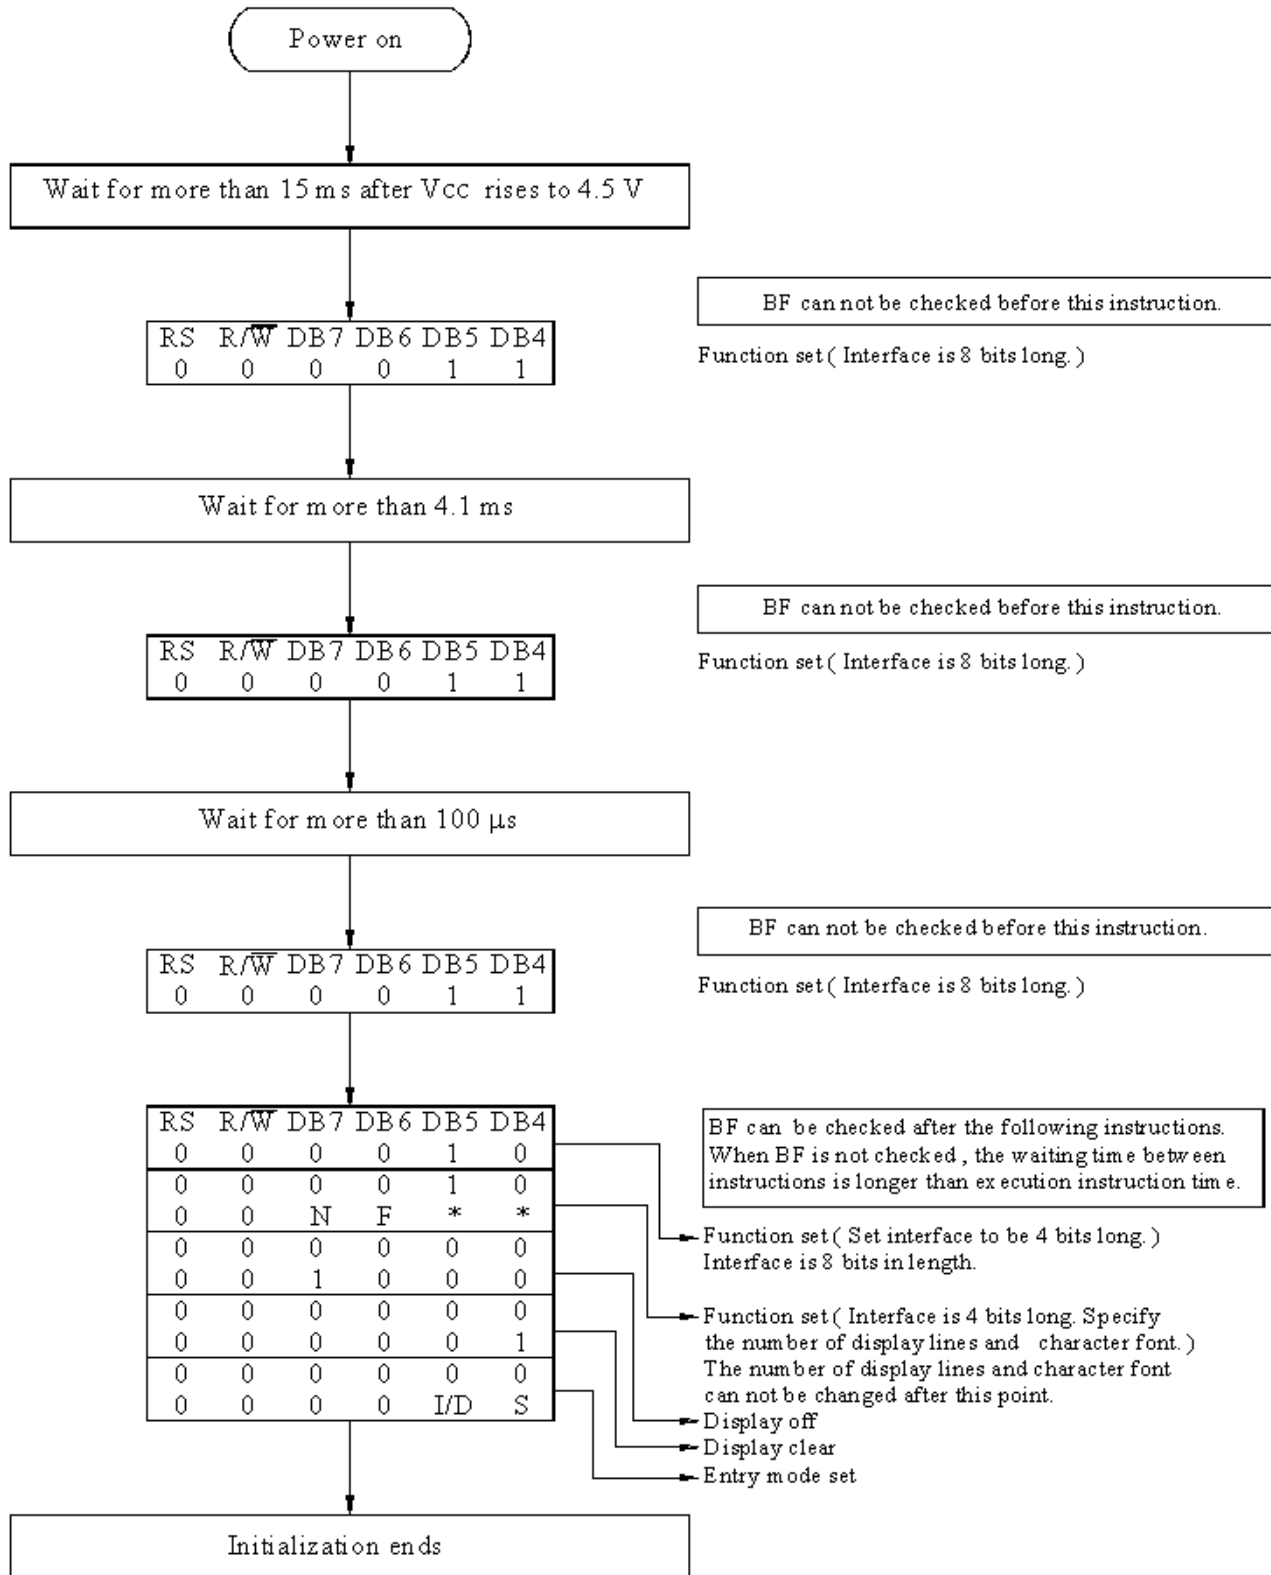 Power on
Wait for more than 15 ms after VCC rises to 4.5 V
BF can not be checked before this instruction.
RS R/W̅ DB7 DB6 DB5 DB4
0 0 0 0 1 1
Function set ( Interface is 8 bits long. )
Wait for more than 4.1 ms
BF can not be checked before this instruction.
RS R/W̅ DB7 DB6 DB5 DB4
0 0 0 0 1 1
Function set ( Interface is 8 bits long. )
Wait for more than 100 μs
BF can not be checked before this instruction.
RS R/W̅ DB7 DB6 DB5 DB4
0 0 0 0 1 1
Function set ( Interface is 8 bits long. )
RS R/W̅ DB7 DB6 DB5 DB4
0 0 0 0 1 0
0 0 0 0 1 0
0 0 N F * *
0 0 0 0 0 0
0 0 1 0 0 0
0 0 0 0 0 0
0 0 0 0 0 1
0 0 0 0 0 0
0 0 0 0 I/D S
BF can be checked after the following instructions.
When BF is not checked , the waiting time between
instructions is longer than execution instruction time.
Function set ( Set interface to be 4 bits long. )
Interface is 8 bits in length.
Function set ( Interface is 4 bits long. Specify
the number of display lines and character font. )
The number of display lines and character font
can not be changed after this point.
Display off
Display clear
Entry mode set
Initialization ends